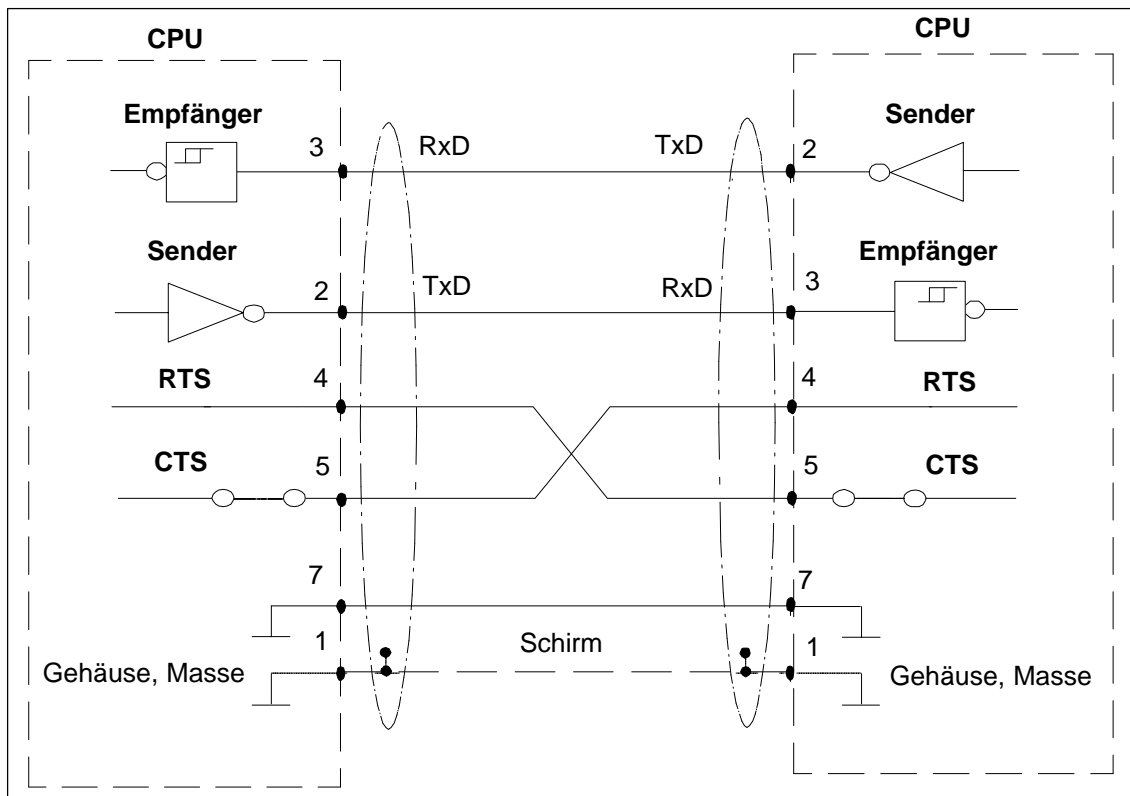 CPU
CPU
Empfänger
Sender
3
RxD
TxD
2
Sender
Empfänger
2
TxD
RxD
3
RTS
4
4
RTS
CTS
5
5
CTS
7
7
1
Schirm
1
Gehäuse, Masse
Gehäuse, Masse